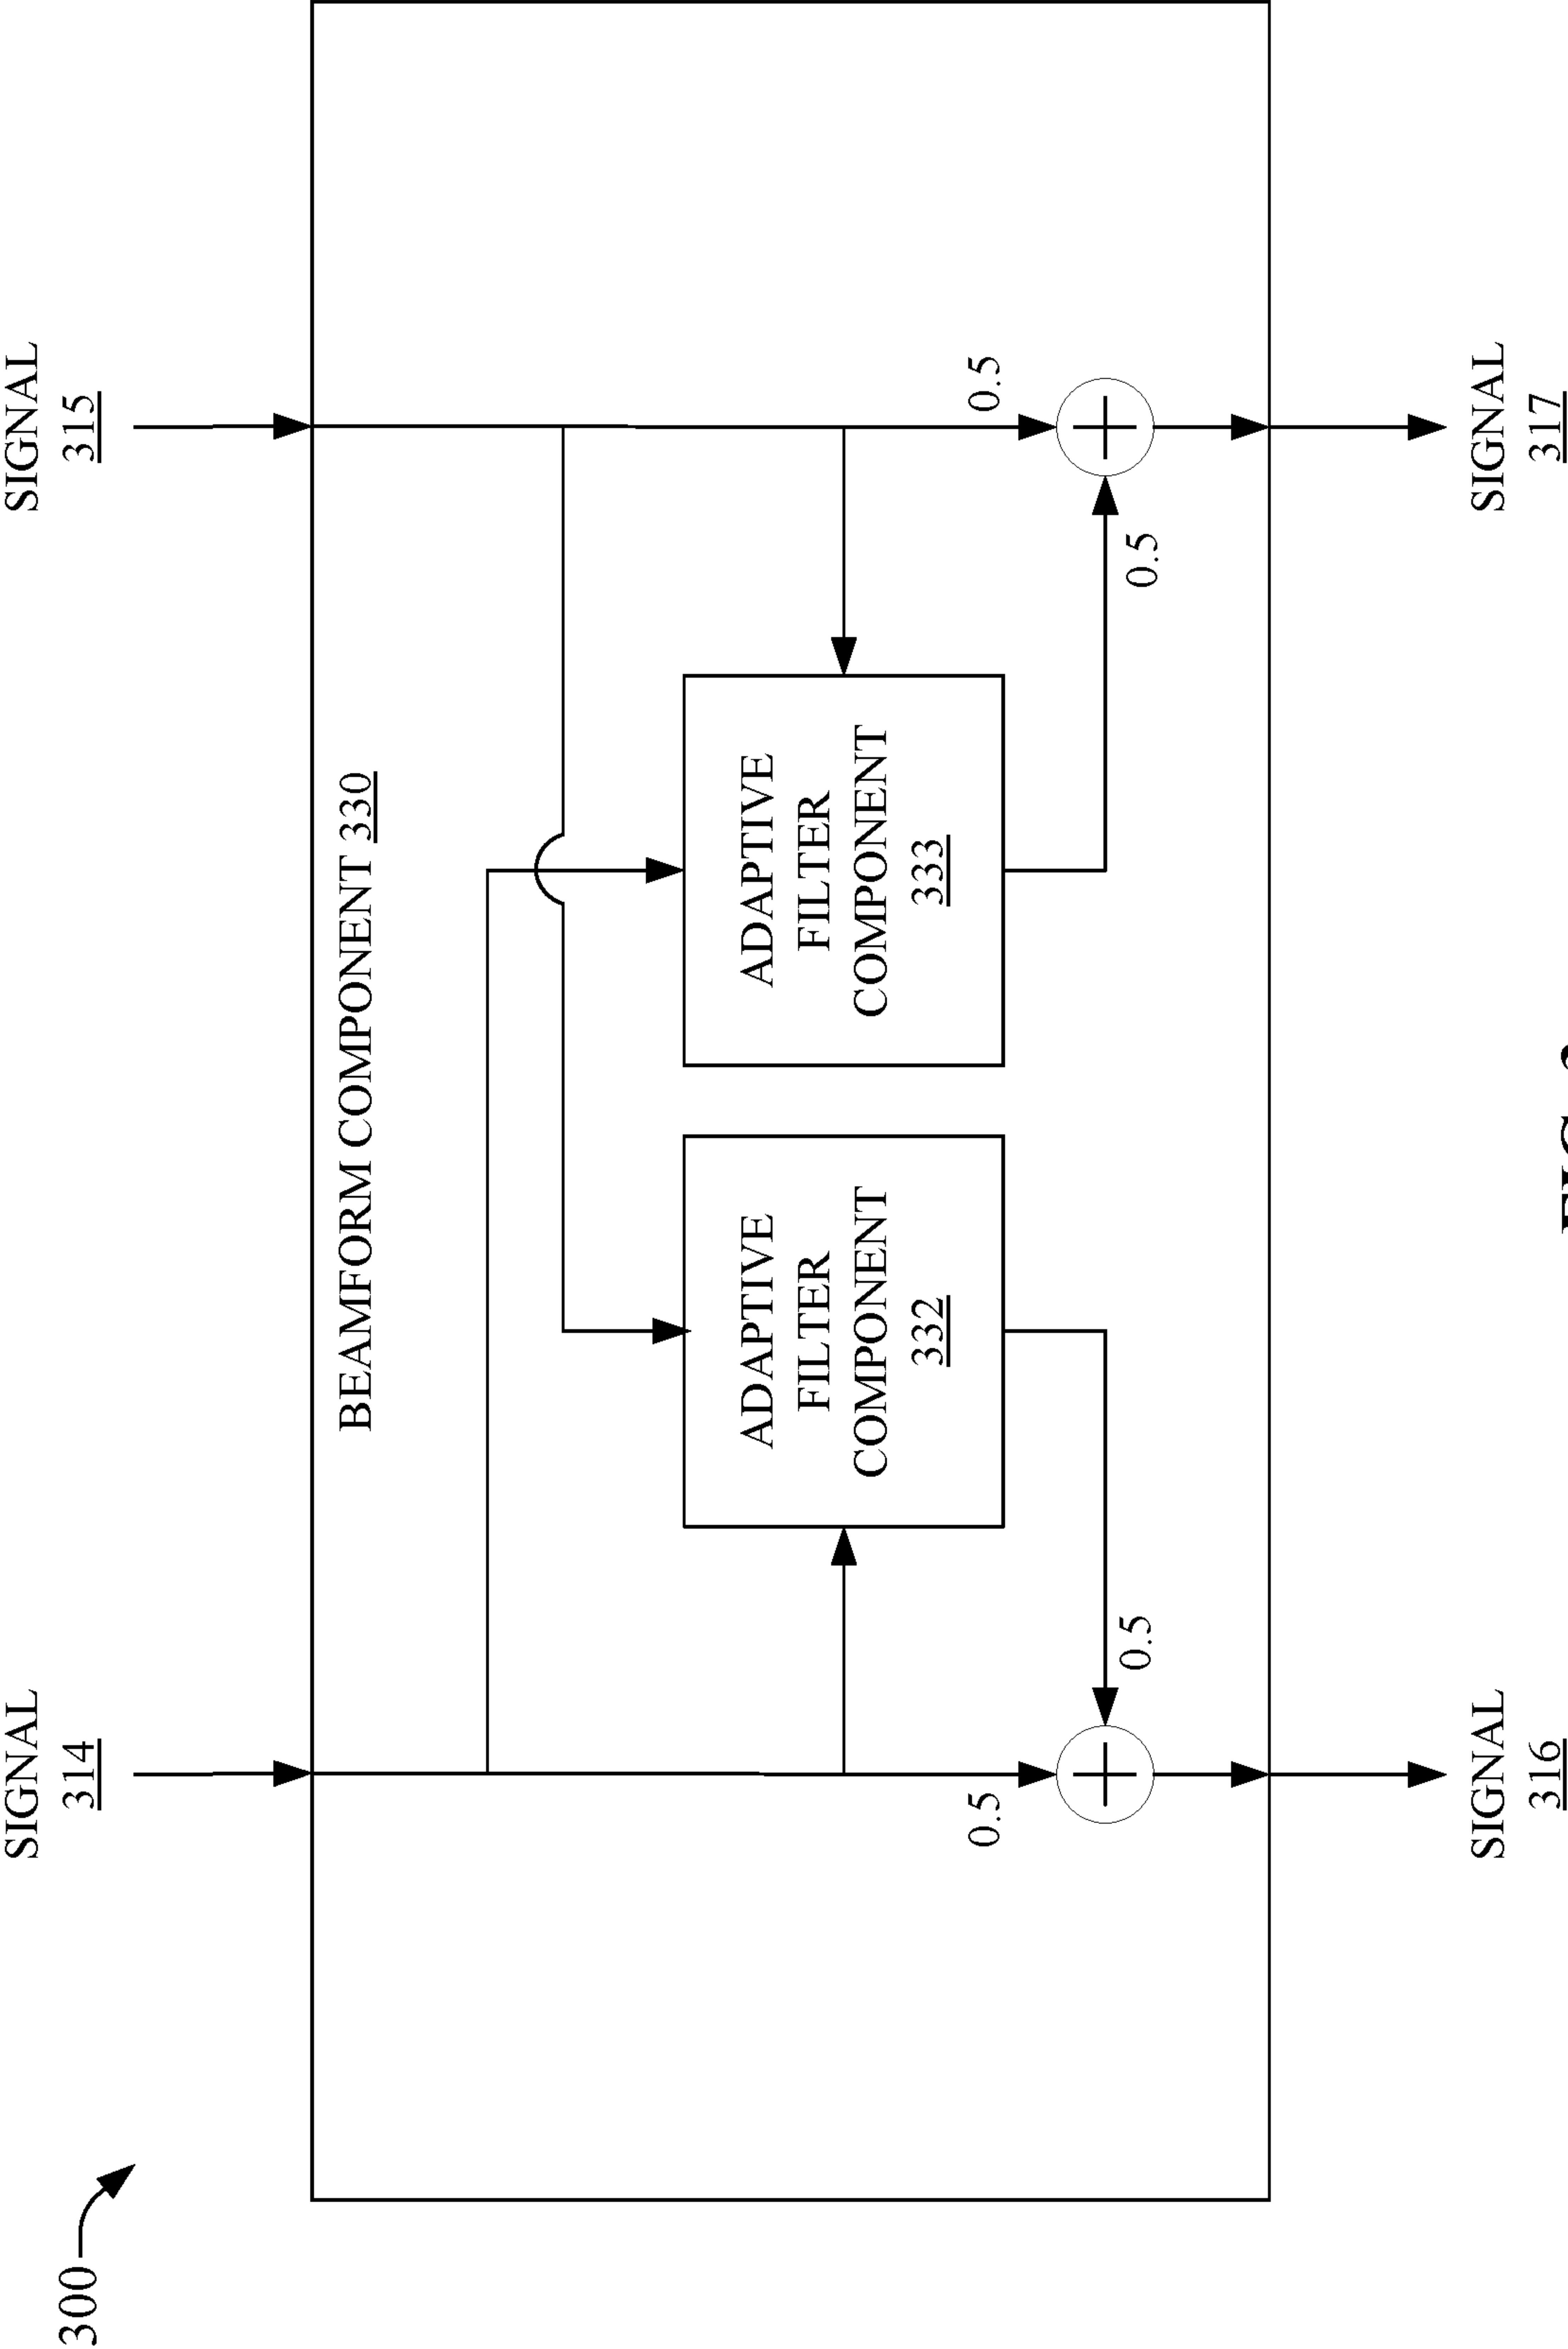 300
SIGNAL
314
SIGNAL
315
BEAMFORM COMPONENT 330
ADAPTIVE
FILTER
COMPONENT
332
ADAPTIVE
FILTER
COMPONENT
333
0.5
0.5
0.5
0.5
SIGNAL
316
SIGNAL
317